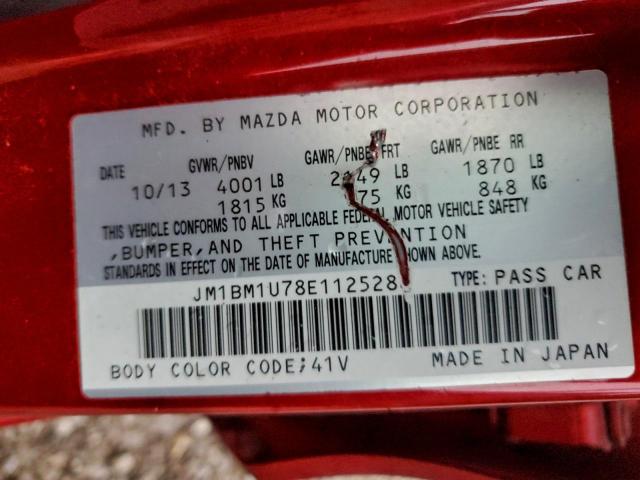 MFD. BY MAZDA MOTOR CORPORATION
DATE GVWR/PNBV GAWR/PNBE FRT GAWR/PNBE RR
10/13 4001 LB LB 1870 LB
1815 KG KG 848 KG
THIS VEHICLE CONFORMS TO ALL APPLICABLE FEDERAL MOTOR VEHICLE SAFETY
,BUMPER,AND THEFT PREVENTION
STANDARDS IN EFFECT ON THE DATE OF MANUFACTURE SHOWN ABOVE.
TYPE: PASS CAR
BODY COLOR CODE;41V MADE IN JAPAN